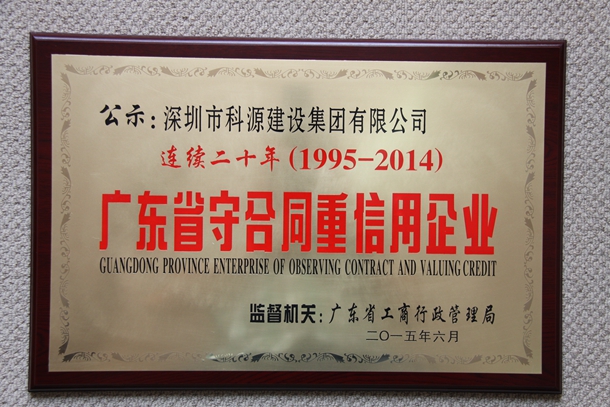 公示：深圳市科源建设集团有限公司
连续二十年(1995-2014)
广东省守合同重信用企业
GUANGDONG PROVINCE ENTERPRISE OF OBSERVING CONTRACT AND VALUING CREDIT
监督机关：广东省工商行政管理局
二〇一五年六月